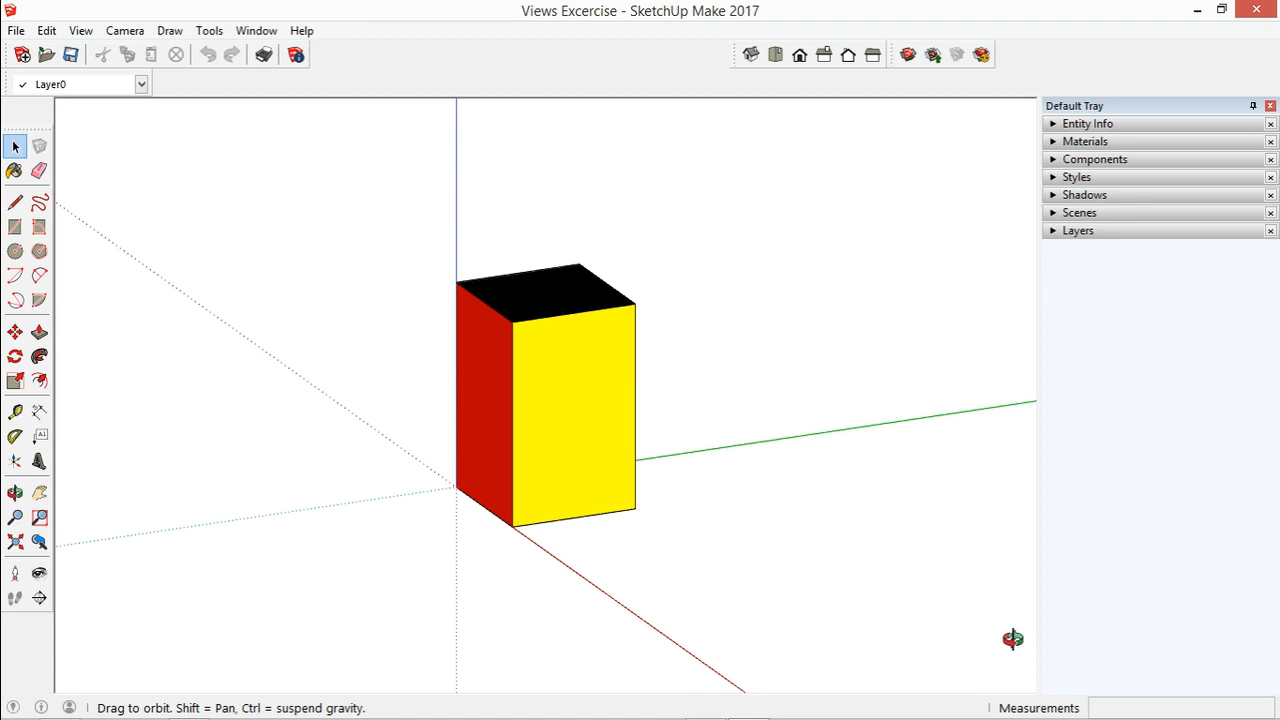 Views Excercise - SketchUp Make 2017
File Edit View Camera Draw Tools Window Help
Layer0
Default Tray
Entity Info
Materials
Components
Styles
Shadows
Scenes
Layers
A1
Drag to orbit. Shift = Pan, Ctrl = suspend gravity.
Measurements